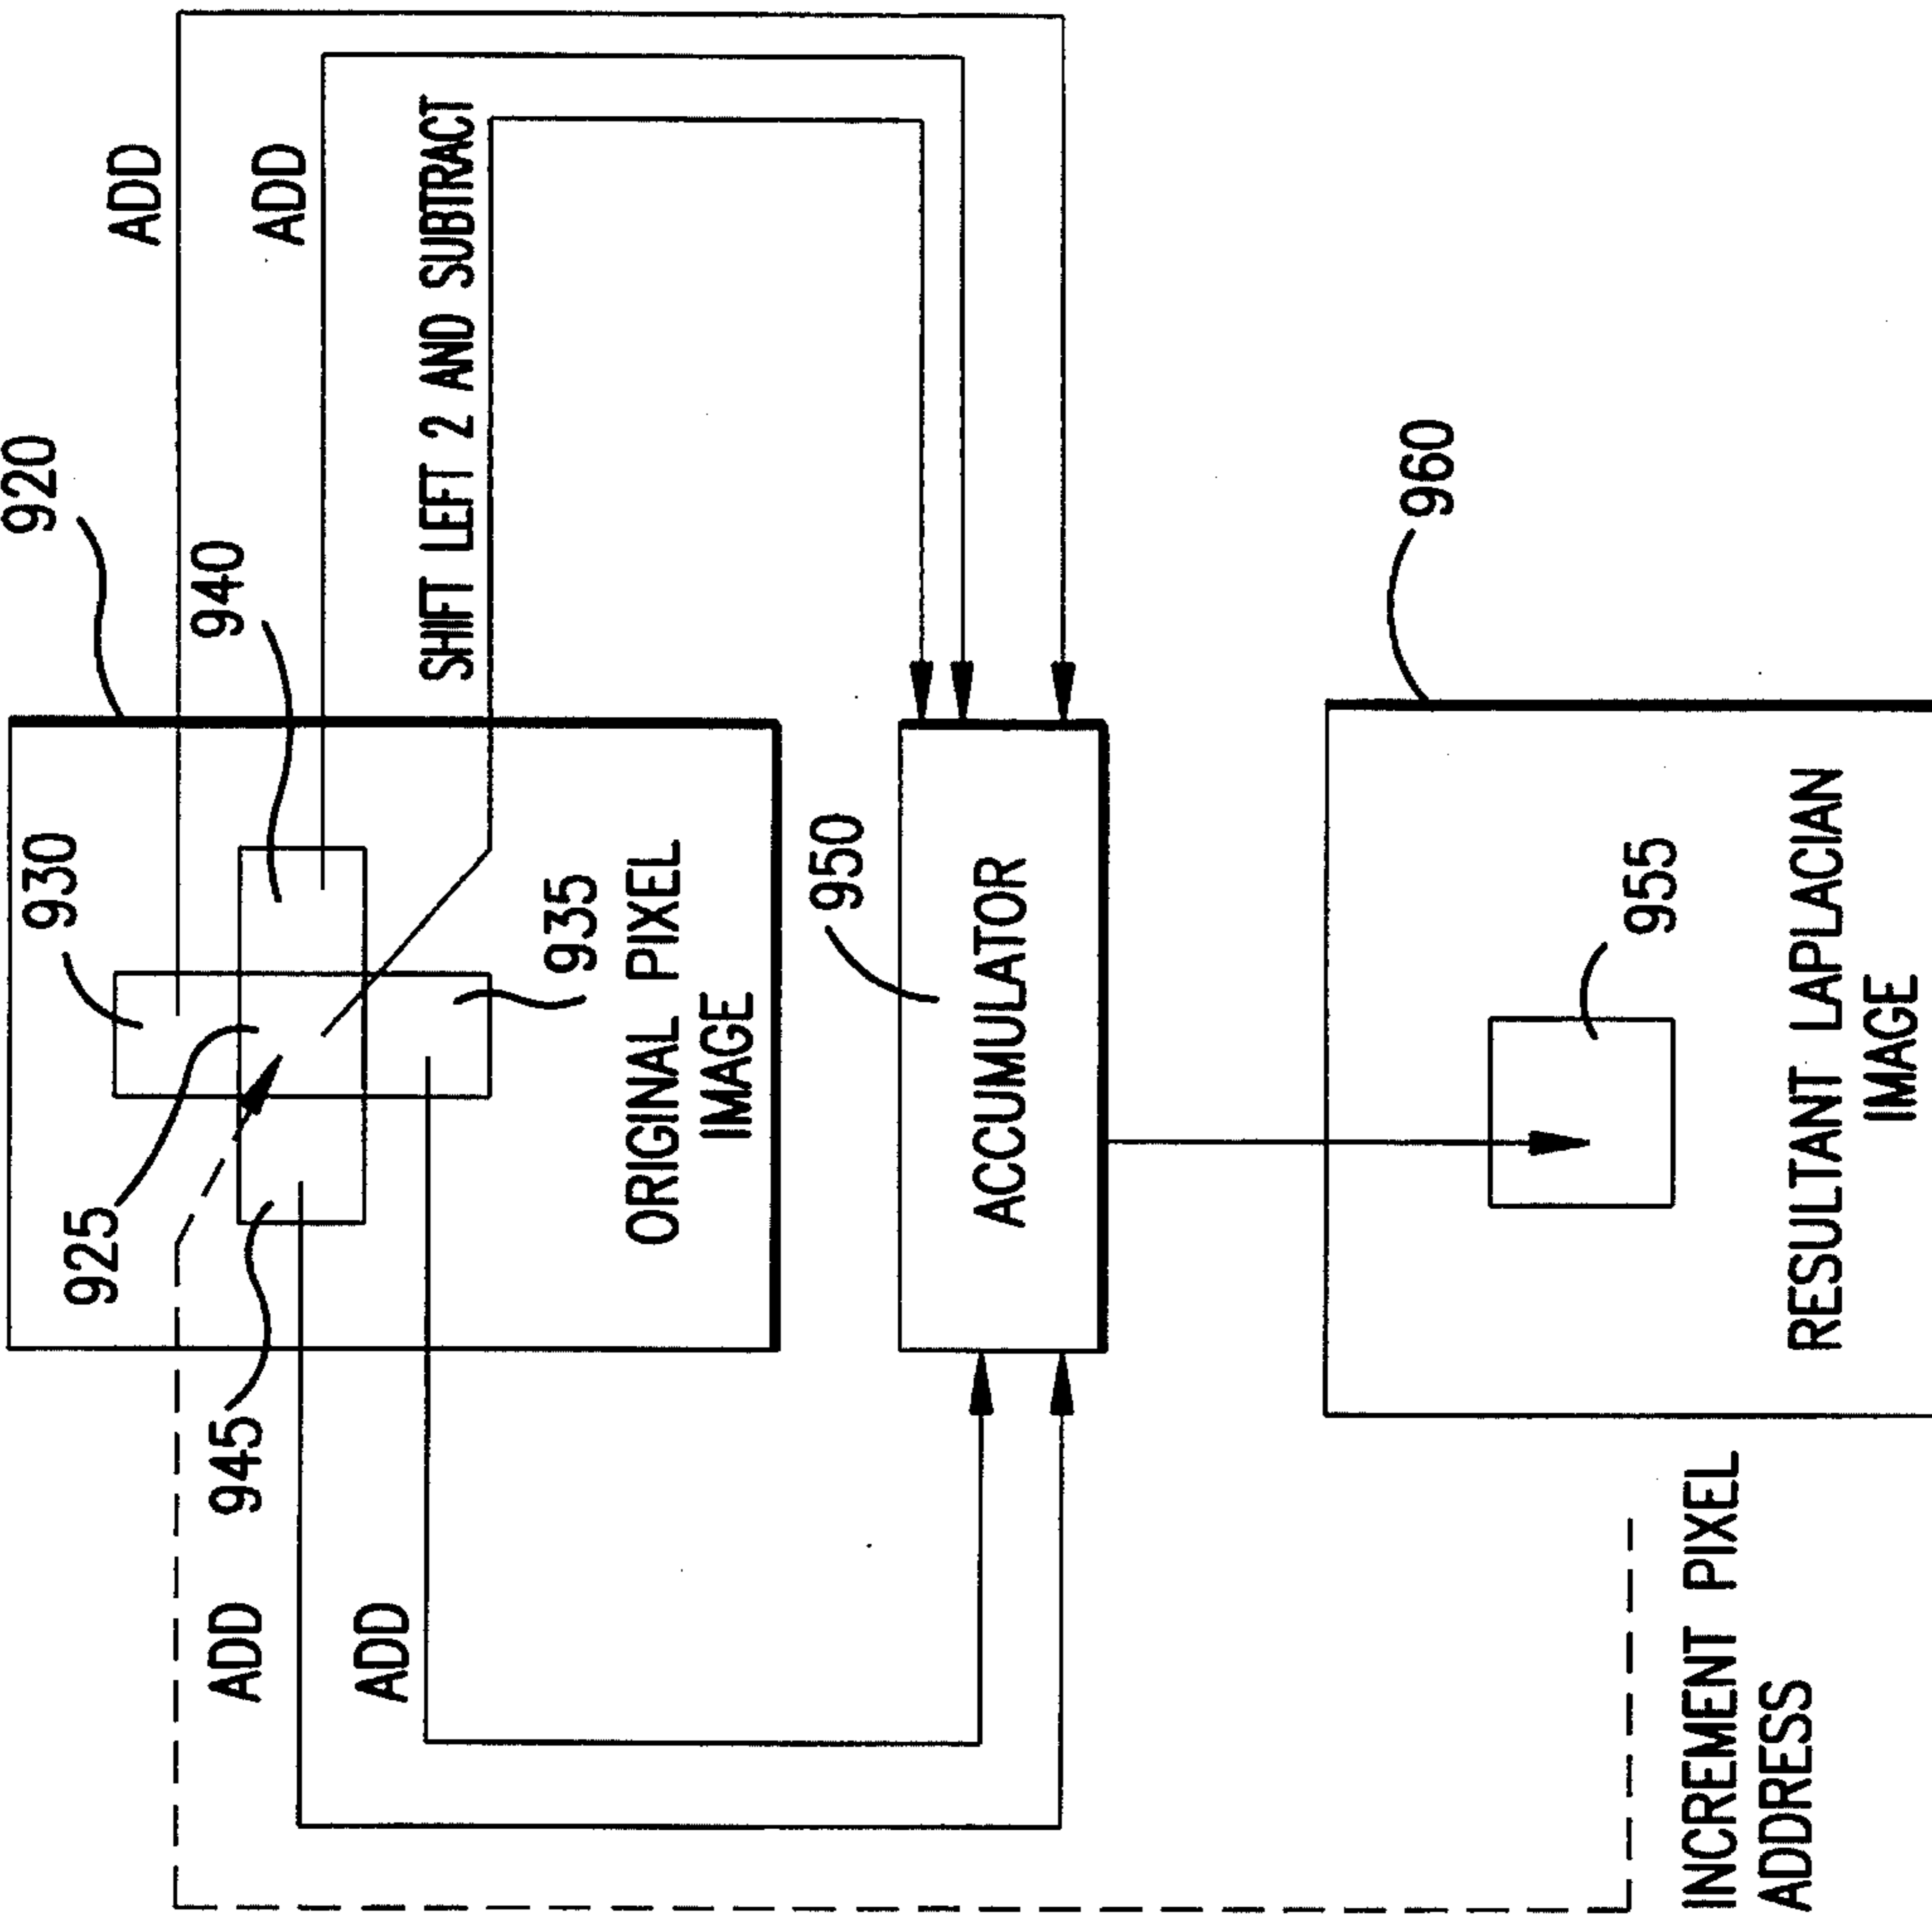 920
ADD
930
940
ADD
925
945
SHIFT LEFT 2 AND SUBTRACT
ADD
935
ADD
ORIGINAL PIXEL
IMAGE
950
ACCUMULATOR
960
955
RESULTANT LAPLACIAN
IMAGE
INCREMENT PIXEL
ADDRESS